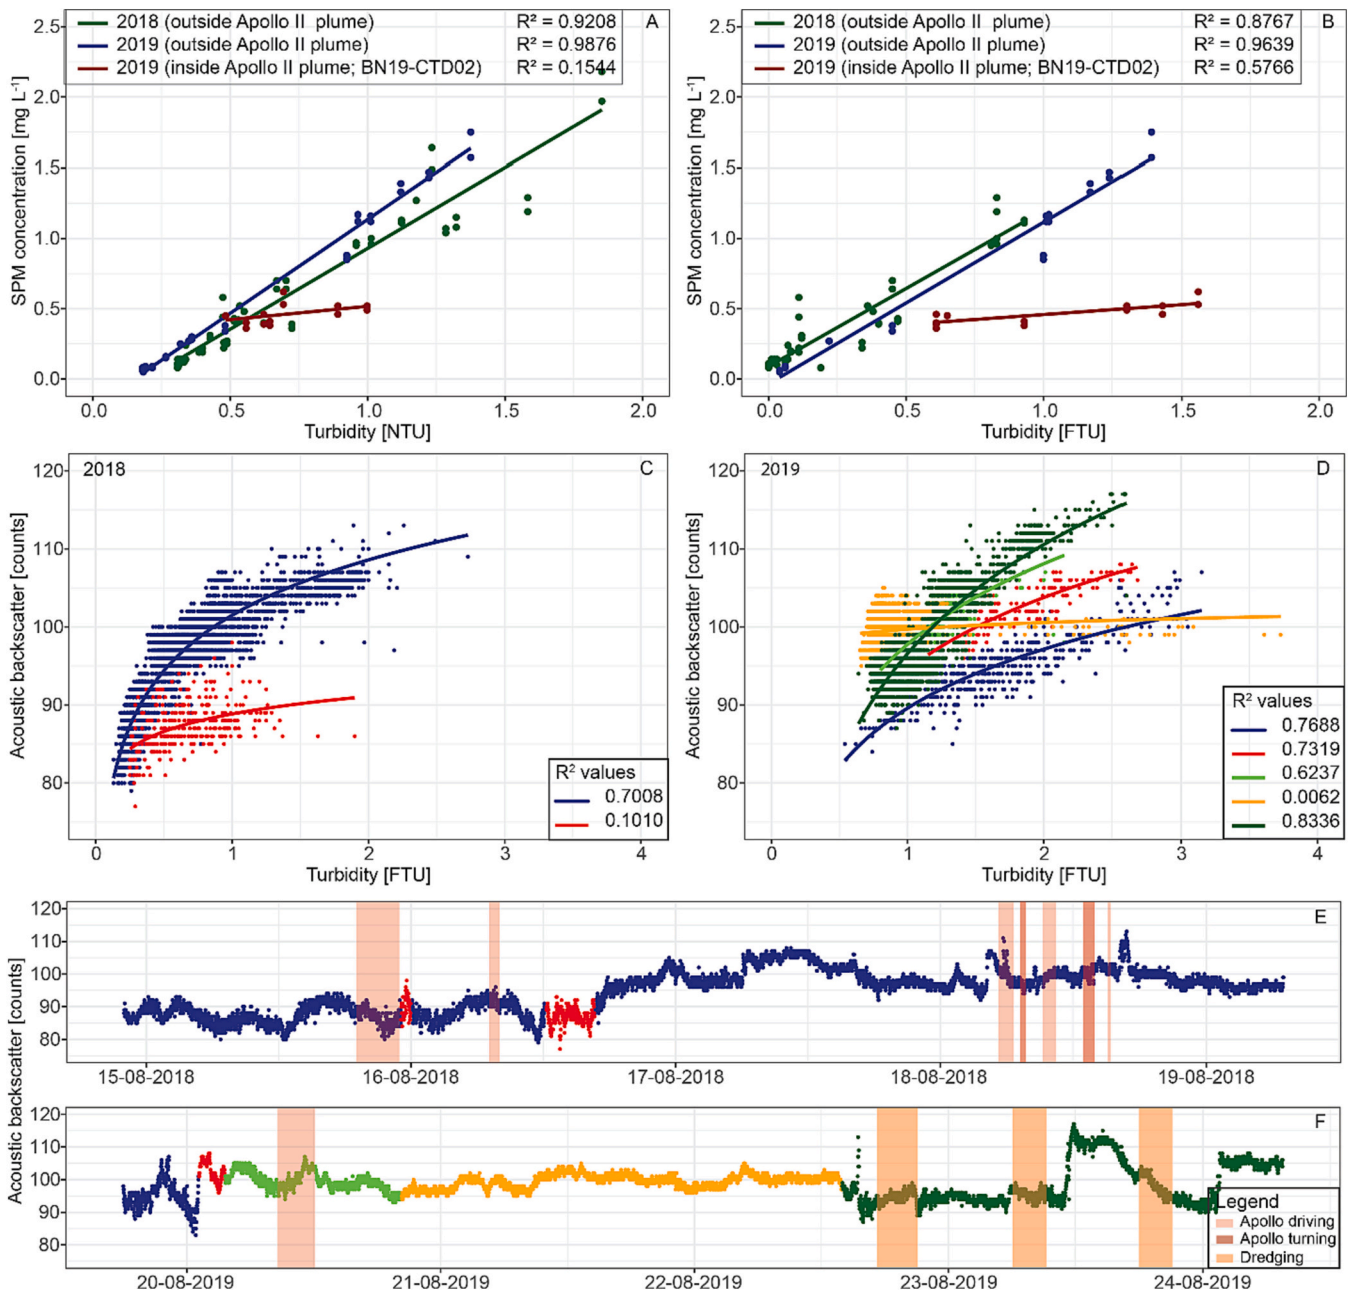 2018 (outside Apollo II plume) R² = 0.9208 A
2019 (outside Apollo II plume) R² = 0.9876
2019 (inside Apollo II plume; BN19-CTD02) R² = 0.1544
SPM concentration [mg L⁻¹]
2.5
2.0
1.5
1.0
0.5
0.0
0.0 0.5 1.0 1.5 2.0
Turbidity [NTU]
2018 (outside Apollo II plume) R² = 0.8767 B
2019 (outside Apollo II plume) R² = 0.9639
2019 (inside Apollo II plume; BN19-CTD02) R² = 0.5766
SPM concentration [mg L⁻¹]
2.5
2.0
1.5
1.0
0.5
0.0
0.0 0.5 1.0 1.5 2.0
Turbidity [FTU]
2018 C
Acoustic backscatter [counts]
120
110
100
90
80
R² values
0.7008
0.1010
0 1 2 3 4
Turbidity [FTU]
2019 D
Acoustic backscatter [counts]
120
110
100
90
80
R² values
0.7688
0.7319
0.6237
0.0062
0.8336
0 1 2 3 4
Turbidity [FTU]
Acoustic backscatter [counts]
E
120
110
100
90
80
15-08-2018 16-08-2018 17-08-2018 18-08-2018 19-08-2018
F
120
110
100
90
80
Legend
Apollo driving
Apollo turning
Dredging
20-08-2019 21-08-2019 22-08-2019 23-08-2019 24-08-2019